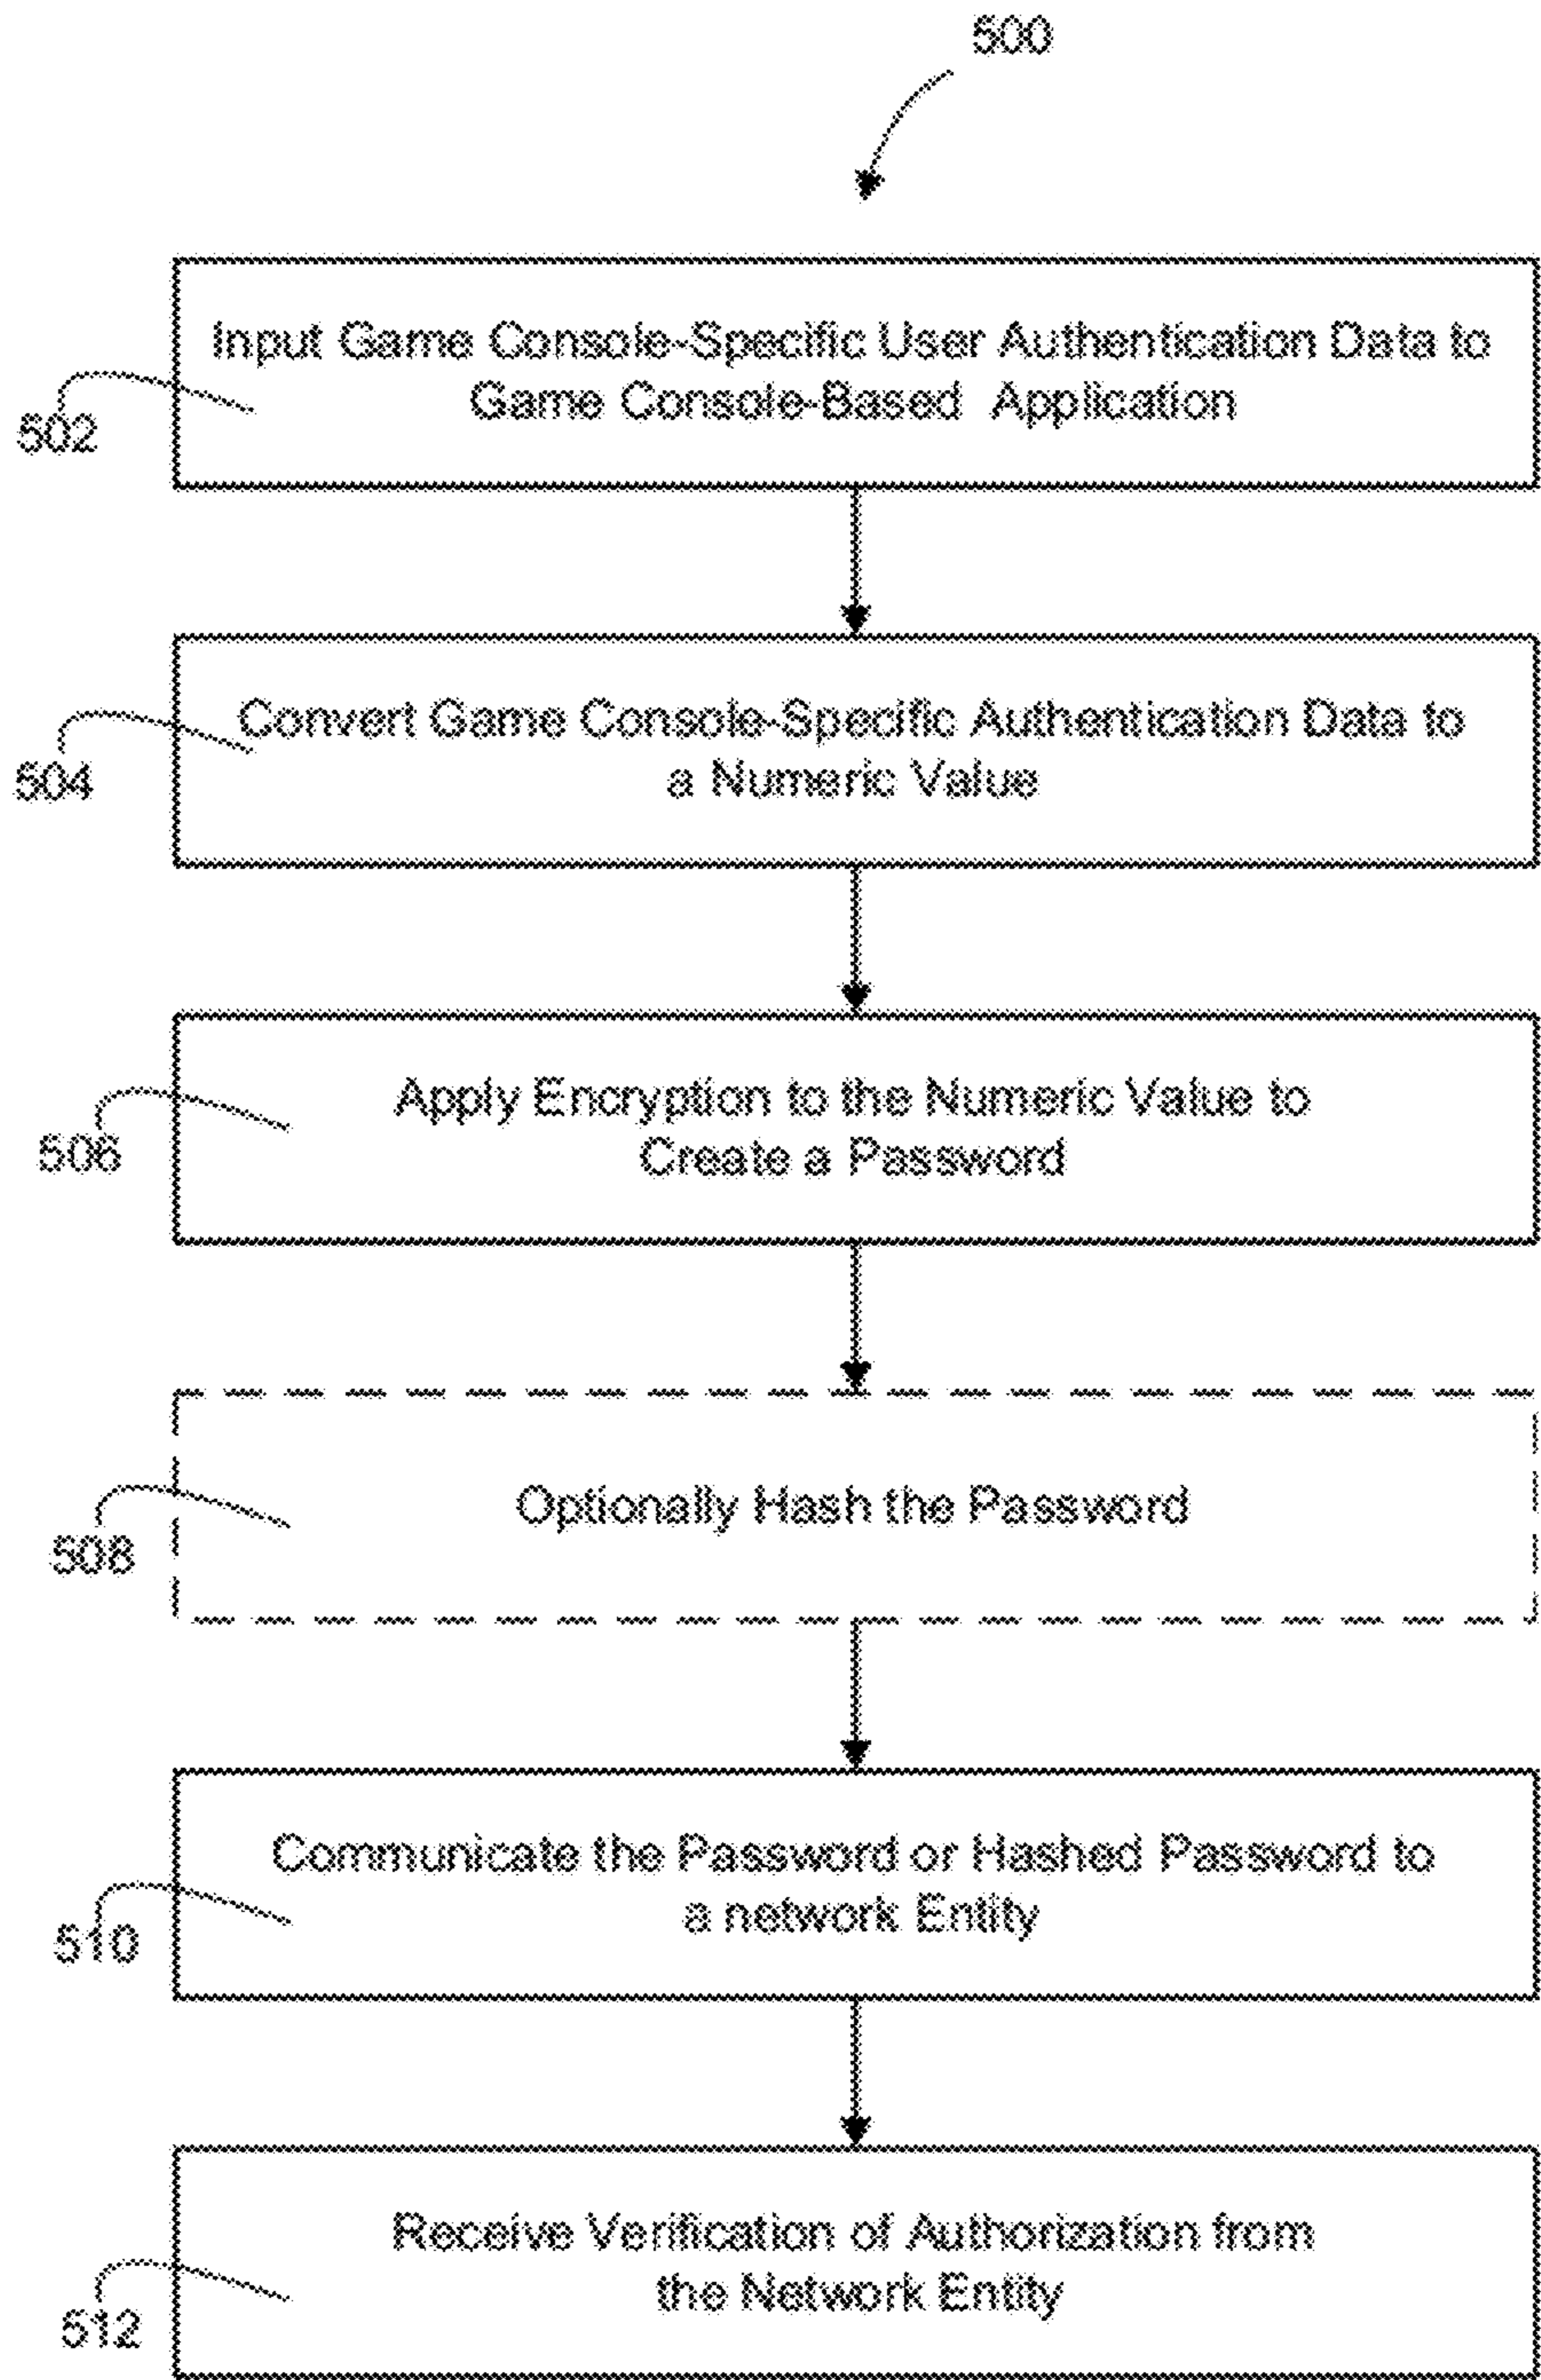 500
Input Game Console-Specific User Authentication Data to
Game Console-Based Application
502
Convert Game Console-Specific Authentication Data to
a Numeric Value
504
Apply Encryption to the Numeric Value to
Create a Password
506
Optionally Hash the Password
508
Communicate the Password or Hashed Password to
a network Entity
510
Receive Verification of Authorization from
the Network Entity
512